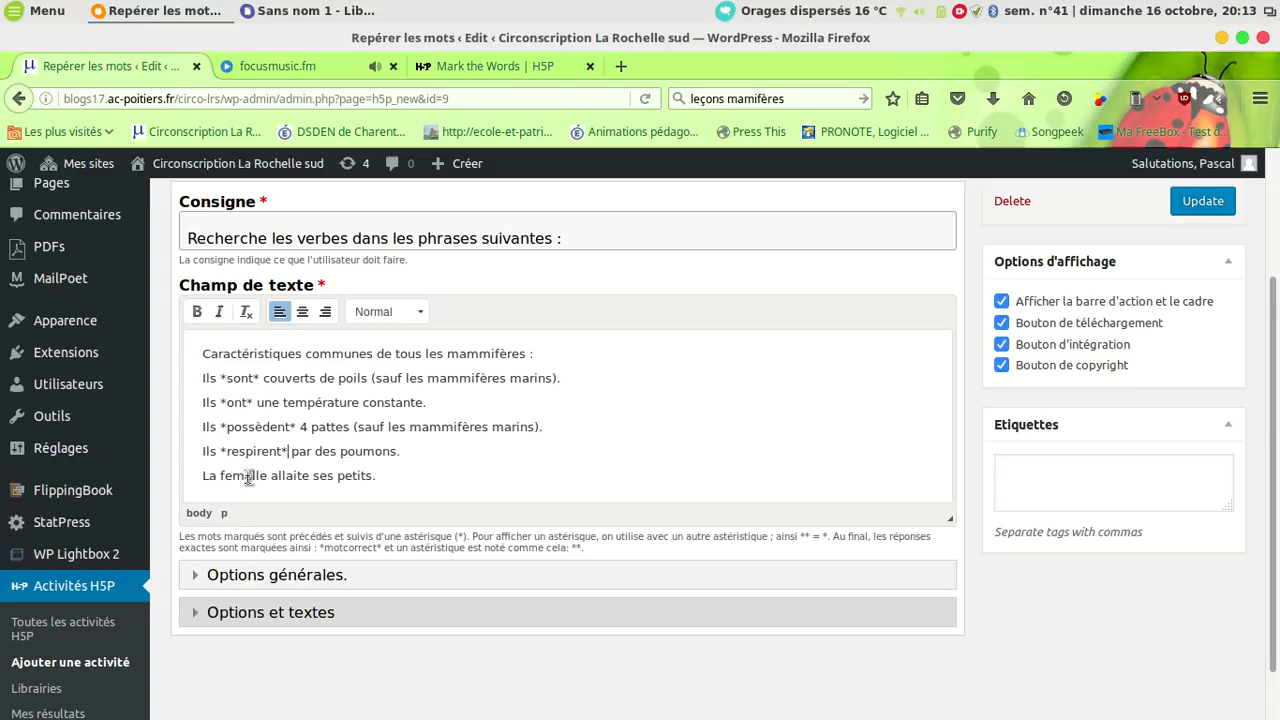 Menu
Repérer les mot...
Sans nom 1 - Lib...
Orages dispersés 16 °C
sem. n°41 | dimanche 16 octobre, 20:13
Repérer les mots ‹ Edit ‹ Circonscription La Rochelle sud — WordPress - Mozilla Firefox
Repérer les mots ‹ Edit ‹ ...
focusmusic.fm
H-P Mark the Words | H5P
blogs17.ac-poitiers.fr/circo-lrs/wp-admin/admin.php?page=h5p_new&id=9
leçons mamifères
Les plus visités
Circonscription La R...
DSDEN de Charent...
http://ecole-et-patri...
Animations pédago...
Press This
PRONOTE, Logiciel ...
Purify
Songpeek
Ma FreeBox - Test d...
Mes sites
Circonscription La Rochelle sud
4
0
Créer
Salutations, Pascal
Pages
Commentaires
PDFs
MailPoet
Apparence
Extensions
Utilisateurs
Outils
Réglages
FlippingBook
StatPress
WP Lightbox 2
H-P Activités H5P
Toutes les activités
H5P
Ajouter une activité
Librairies
Mes résultats
Consigne *
Recherche les verbes dans les phrases suivantes :
La consigne indique ce que l'utilisateur doit faire.
Champ de texte *
B I Tx
Normal
Caractéristiques communes de tous les mammifères :
Ils *sont* couverts de poils (sauf les mammifères marins).
Ils *ont* une température constante.
Ils *possèdent* 4 pattes (sauf les mammifères marins).
Ils *respirent* par des poumons.
La femelle allaite ses petits.
body p
Les mots marqués sont précédés et suivis d'une astérisque (*). Pour afficher un astérisque, on utilise avec un autre astéristique ; ainsi ** = *. Au final, les réponses
exactes sont marquées ainsi : *motcorrect* et un astéristique est noté comme cela: **.
Options générales.
Options et textes
Delete
Update
Options d'affichage
Afficher la barre d'action et le cadre
Bouton de téléchargement
Bouton d'intégration
Bouton de copyright
Etiquettes
Separate tags with commas